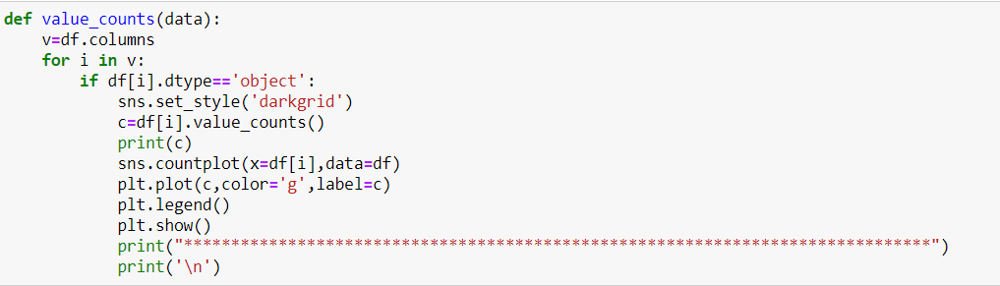 def value_counts(data):
    v=df.columns
    for i in v:
        if df[i].dtype=='object':
            sns.set_style('darkgrid')
            c=df[i].value_counts()
            print(c)
            sns.countplot(x=df[i],data=df)
            plt.plot(c,color='g',label=c)
            plt.legend()
            plt.show()
            print("*******************************************************************************")
            print('\n')